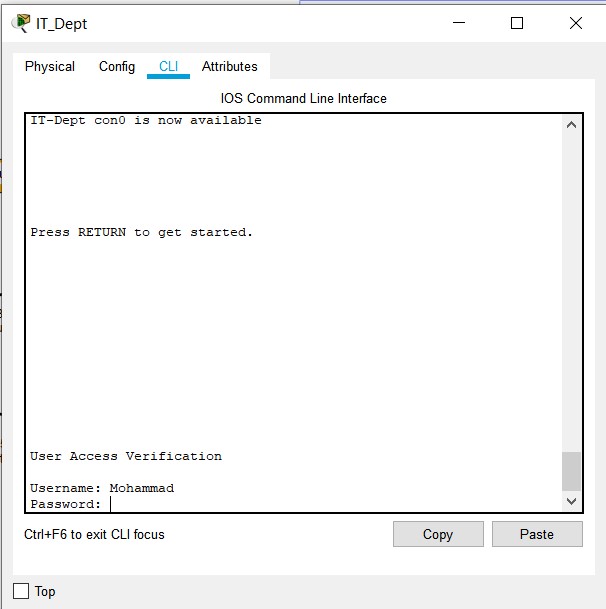 IT_Dept
Physical Config CLI Attributes
IOS Command Line Interface
IT-Dept con0 is now available
Press RETURN to get started.
User Access Verification
Username: Mohammad
Password:
Ctrl+F6 to exit CLI focus
Copy Paste
Top